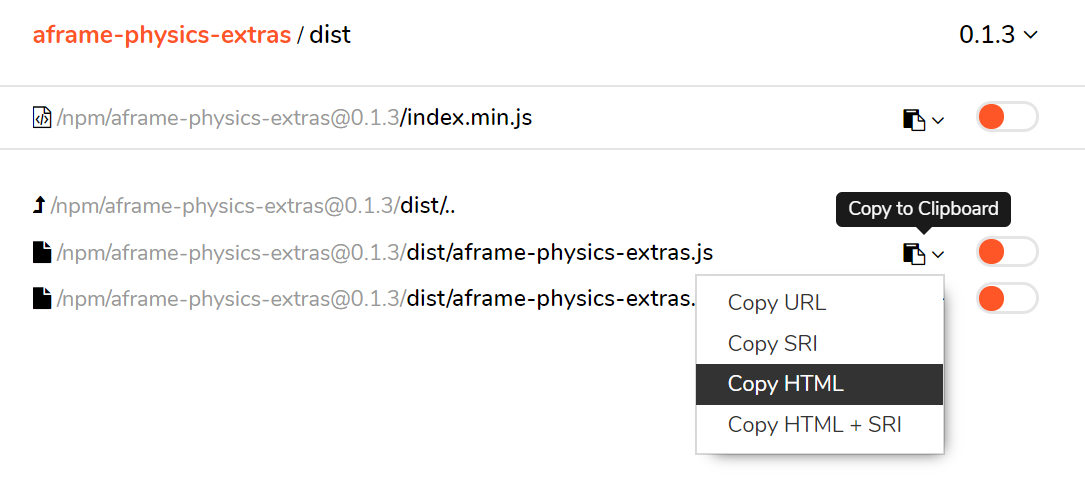 aframe-physics-extras / dist
0.1.3
/npm/aframe-physics-extras@0.1.3/index.min.js
/npm/aframe-physics-extras@0.1.3/dist/..
Copy to Clipboard
/npm/aframe-physics-extras@0.1.3/dist/aframe-physics-extras.js
/npm/aframe-physics-extras@0.1.3/dist/aframe-physics-extras.
Copy URL
Copy SRI
Copy HTML
Copy HTML + SRI